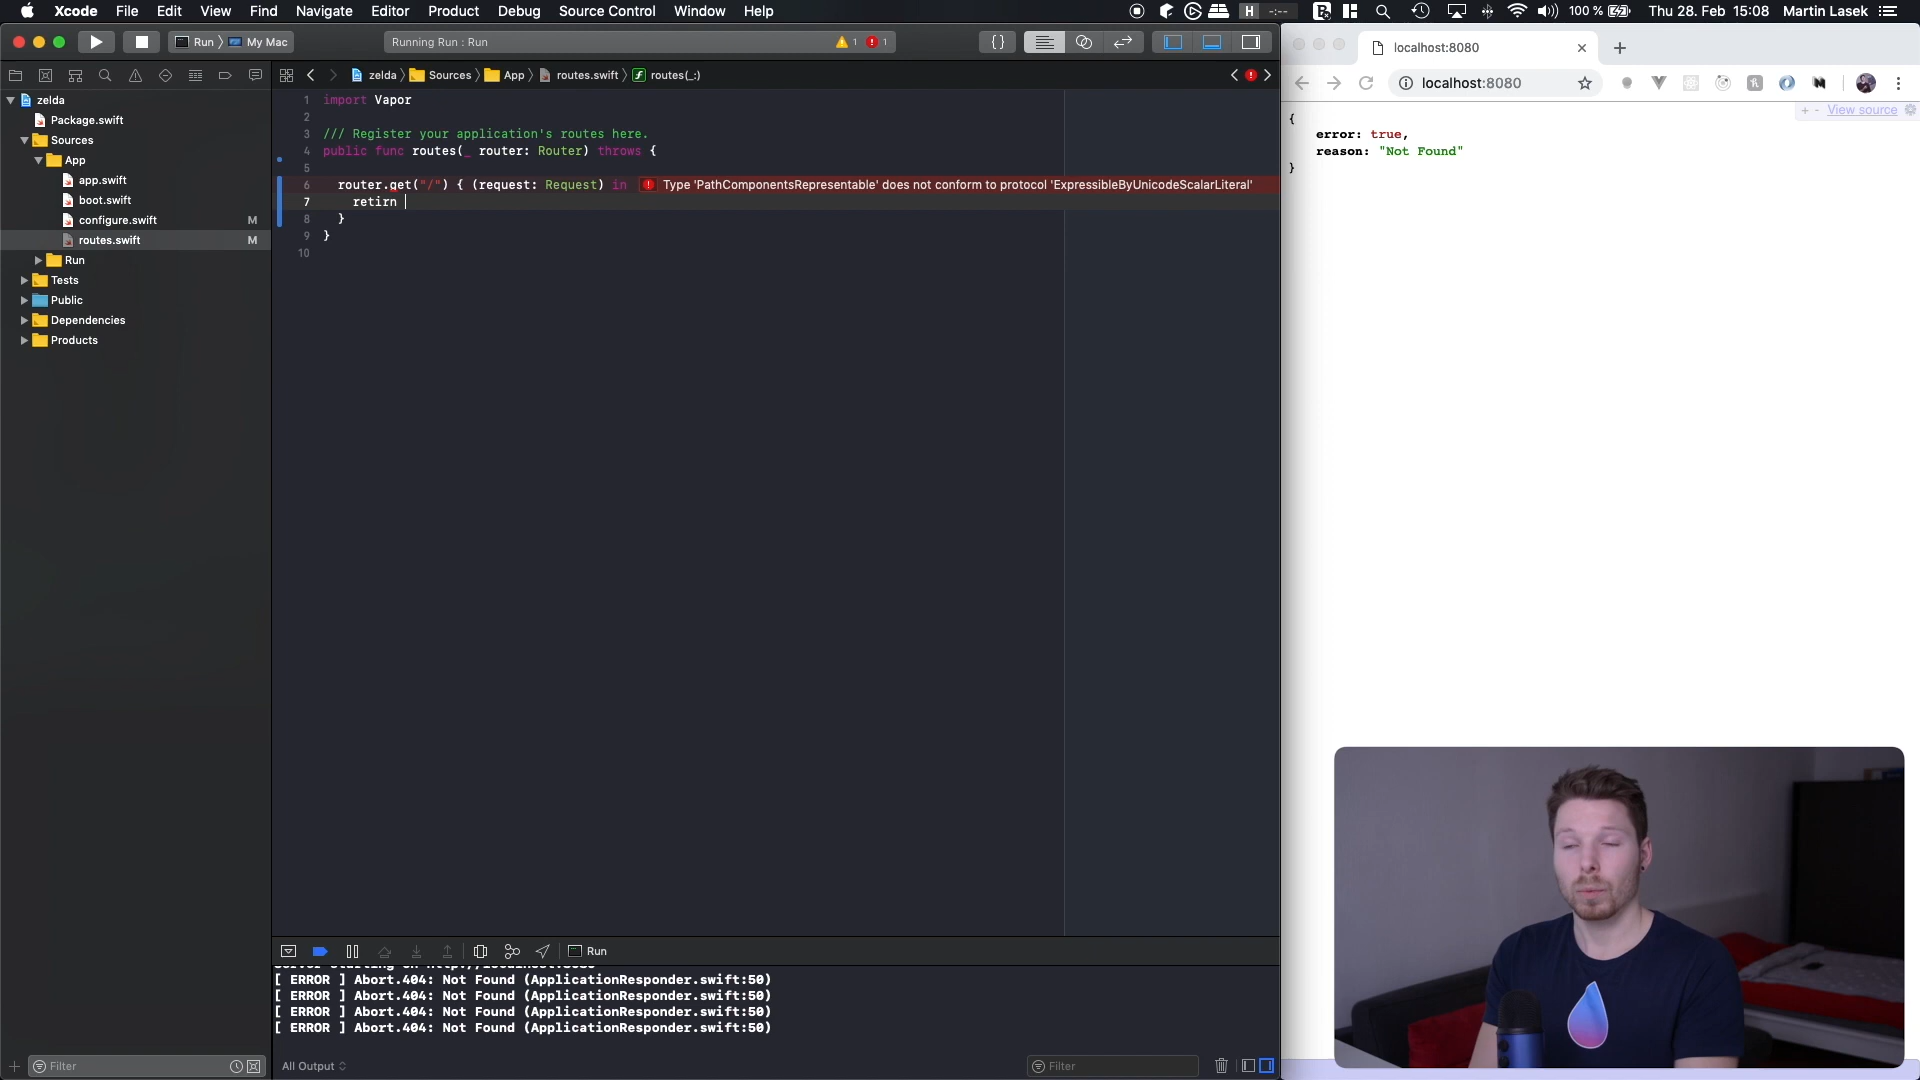 Xcode File Edit View Find Navigate Editor Product Debug Source Control Window Help
H -:-- 100 % Thu 28. Feb 15:08 Martin Lasek
Run My Mac
Running Run : Run
1 1
localhost:8080
zelda Sources App routes.swift routes(_:)
localhost:8080
zelda
Package.swift
Sources
App
app.swift
boot.swift
configure.swift M
routes.swift M
Run
Tests
Public
Dependencies
Products
1 import Vapor
2
3 /// Register your application's routes here.
4 public func routes(_ router: Router) throws {
5
6 router.get("/") { (request: Request) in Type 'PathComponentsRepresentable' does not conform to protocol 'ExpressibleByUnicodeScalarLiteral'
7 retirn
8 }
9 }
10
+ - View source
{
error: true,
reason: "Not Found"
}
Run
[ ERROR ] Abort.404: Not Found (ApplicationResponder.swift:50)
[ ERROR ] Abort.404: Not Found (ApplicationResponder.swift:50)
[ ERROR ] Abort.404: Not Found (ApplicationResponder.swift:50)
[ ERROR ] Abort.404: Not Found (ApplicationResponder.swift:50)
Filter
All Output
Filter